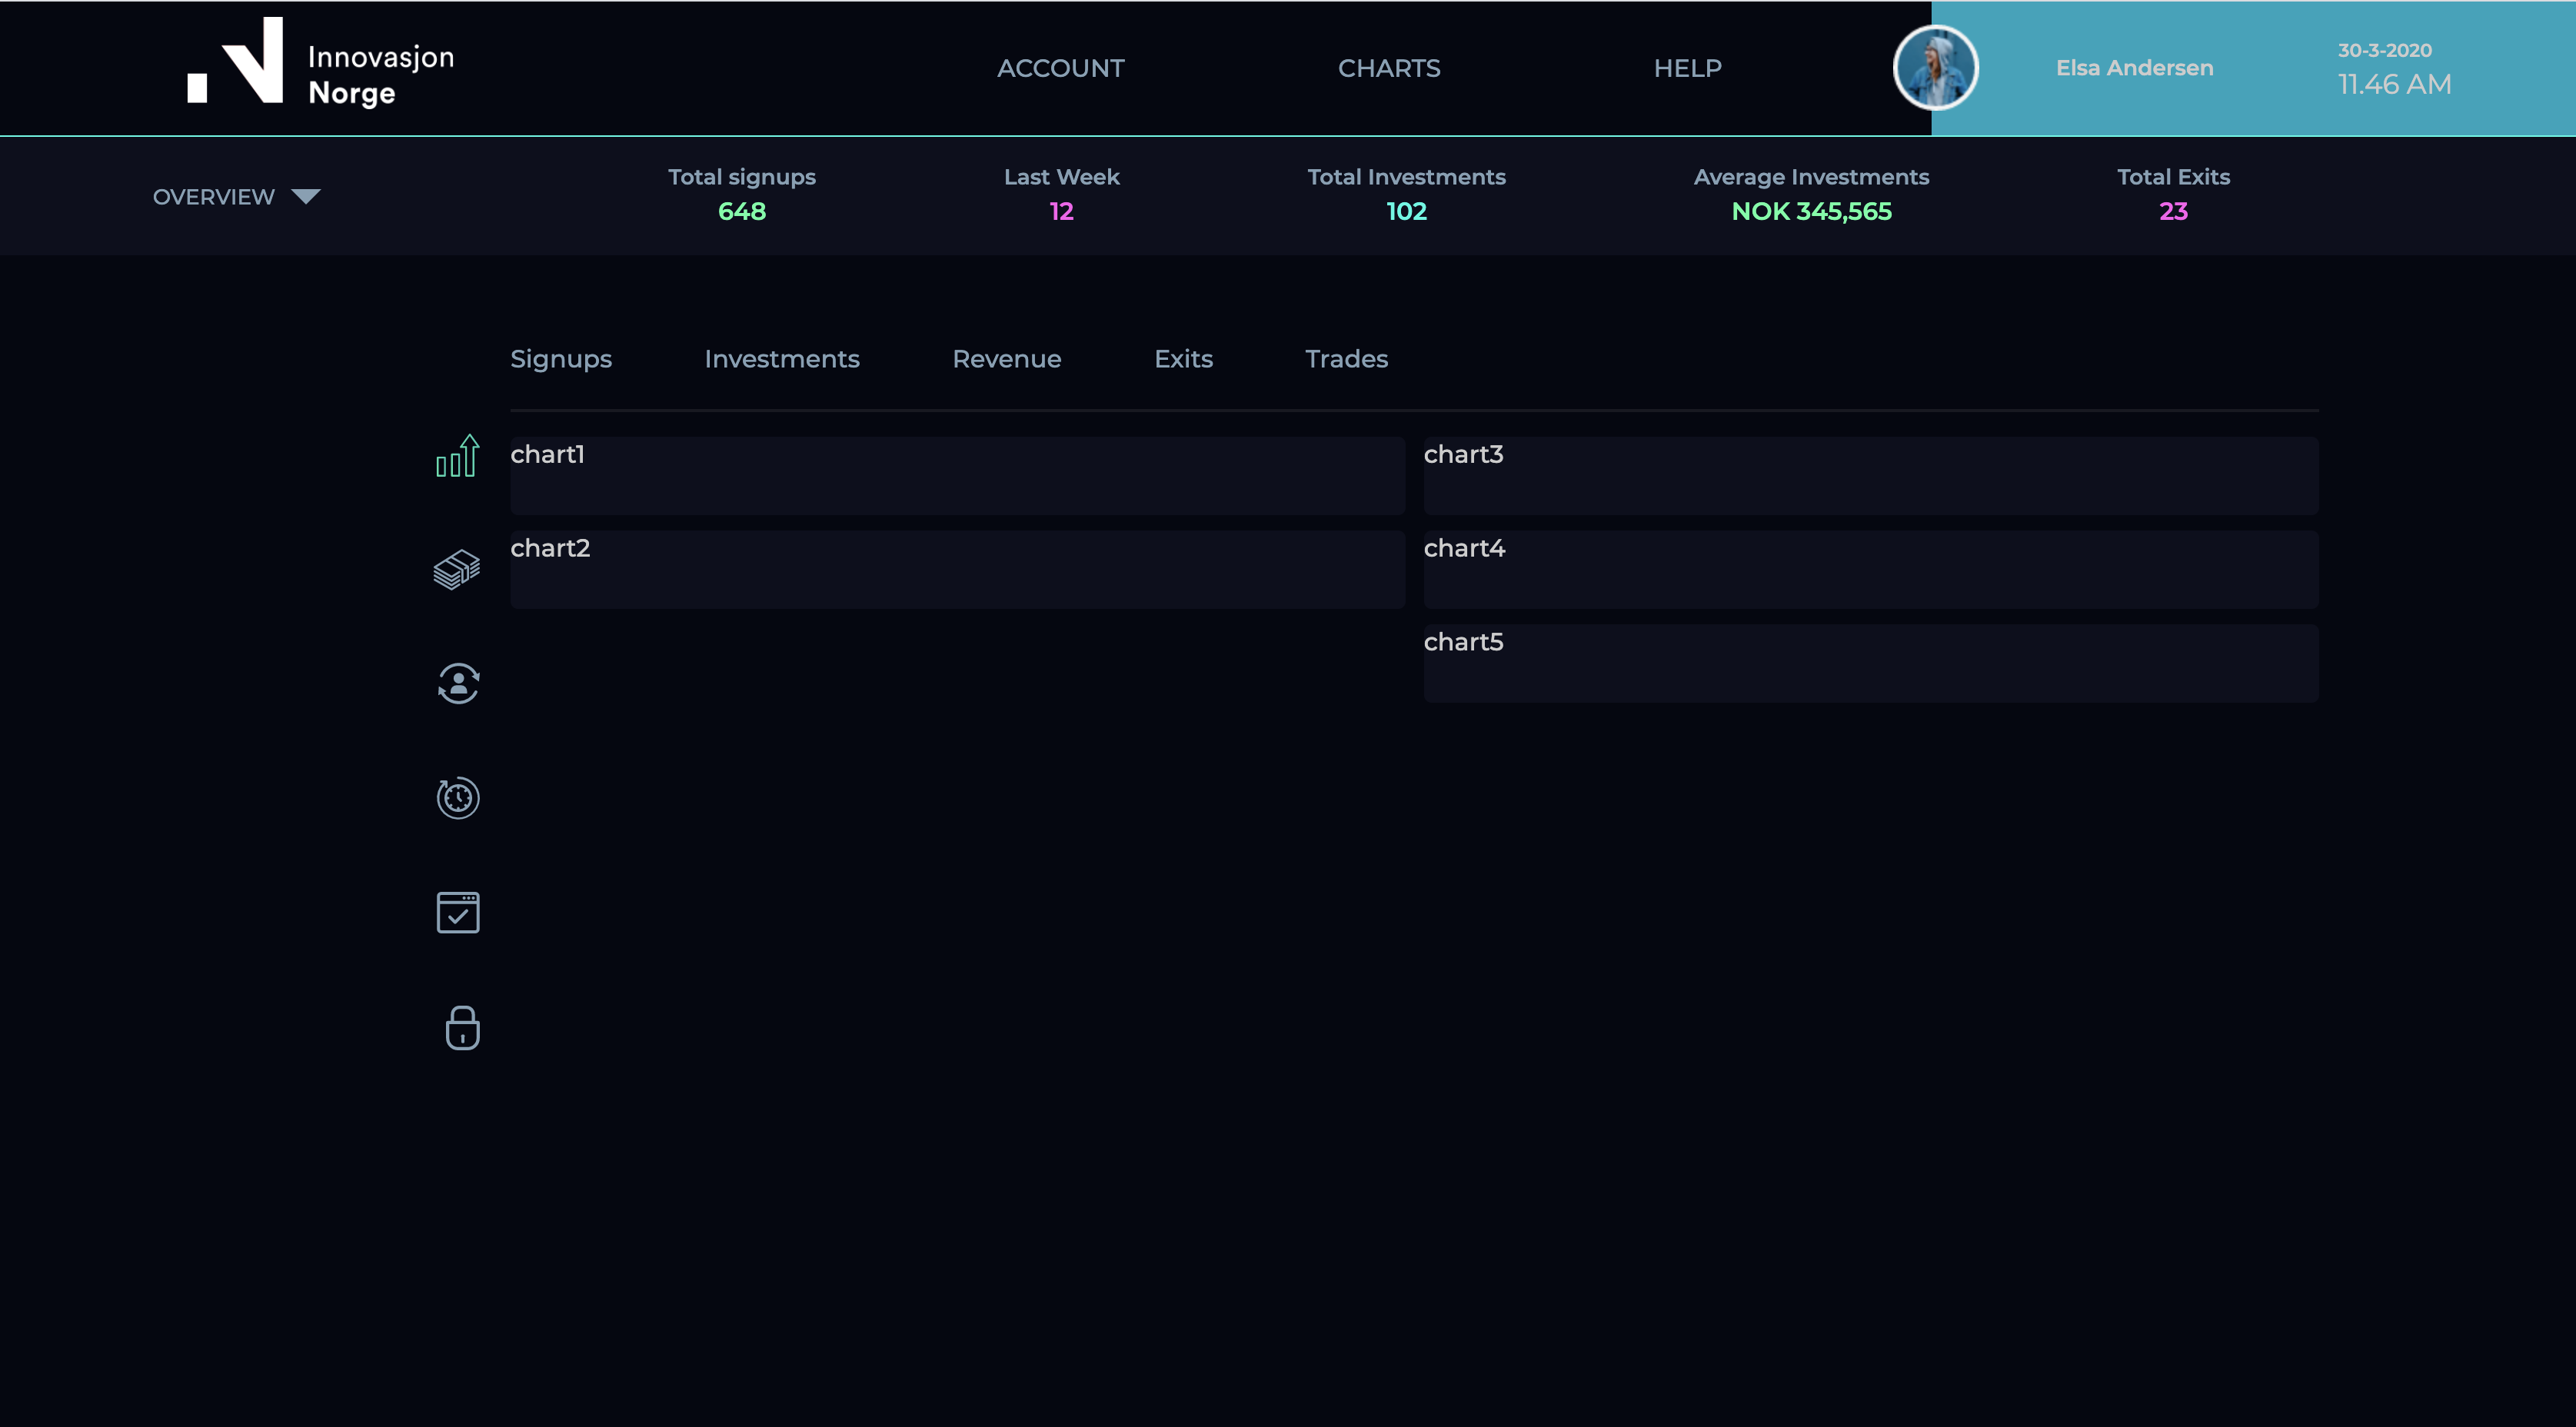 Innovasjon
Norge
ACCOUNT
CHARTS
HELP
Elsa Andersen
30-3-2020
11.46 AM
OVERVIEW
Total signups
648
Last Week
12
Total Investments
102
Average Investments
NOK 345,565
Total Exits
23
Signups
Investments
Revenue
Exits
Trades
chart1
chart3
chart2
chart4
chart5